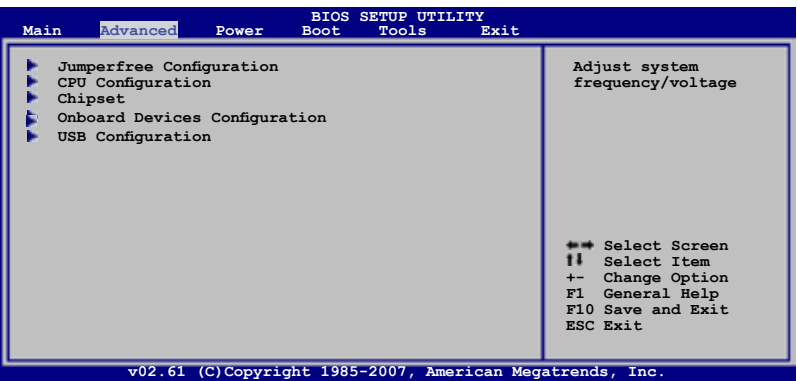 BIOS SETUP UTILITY
Main Advanced Power Boot Tools Exit
Jumperfree Configuration
CPU Configuration
Chipset
Onboard Devices Configuration
USB Configuration
Adjust system
frequency/voltage
←→ Select Screen
↑↓ Select Item
+- Change Option
F1 General Help
F10 Save and Exit
ESC Exit
v02.61 (C)Copyright 1985-2007, American Megatrends, Inc.